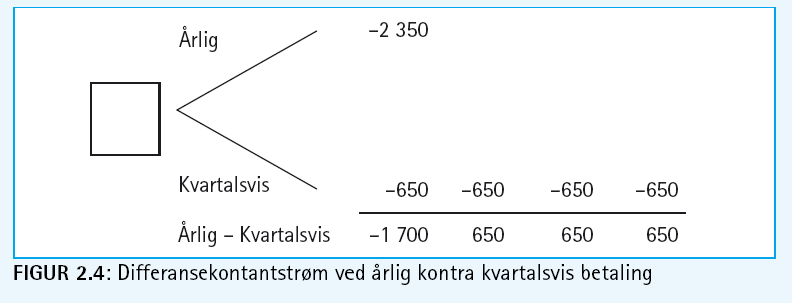 Årlig –2 350
Kvartalsvis –650 –650 –650 –650
Årlig – Kvartalsvis –1 700 650 650 650
FIGUR 2.4: Differansekontantstrøm ved årlig kontra kvartalsvis betaling